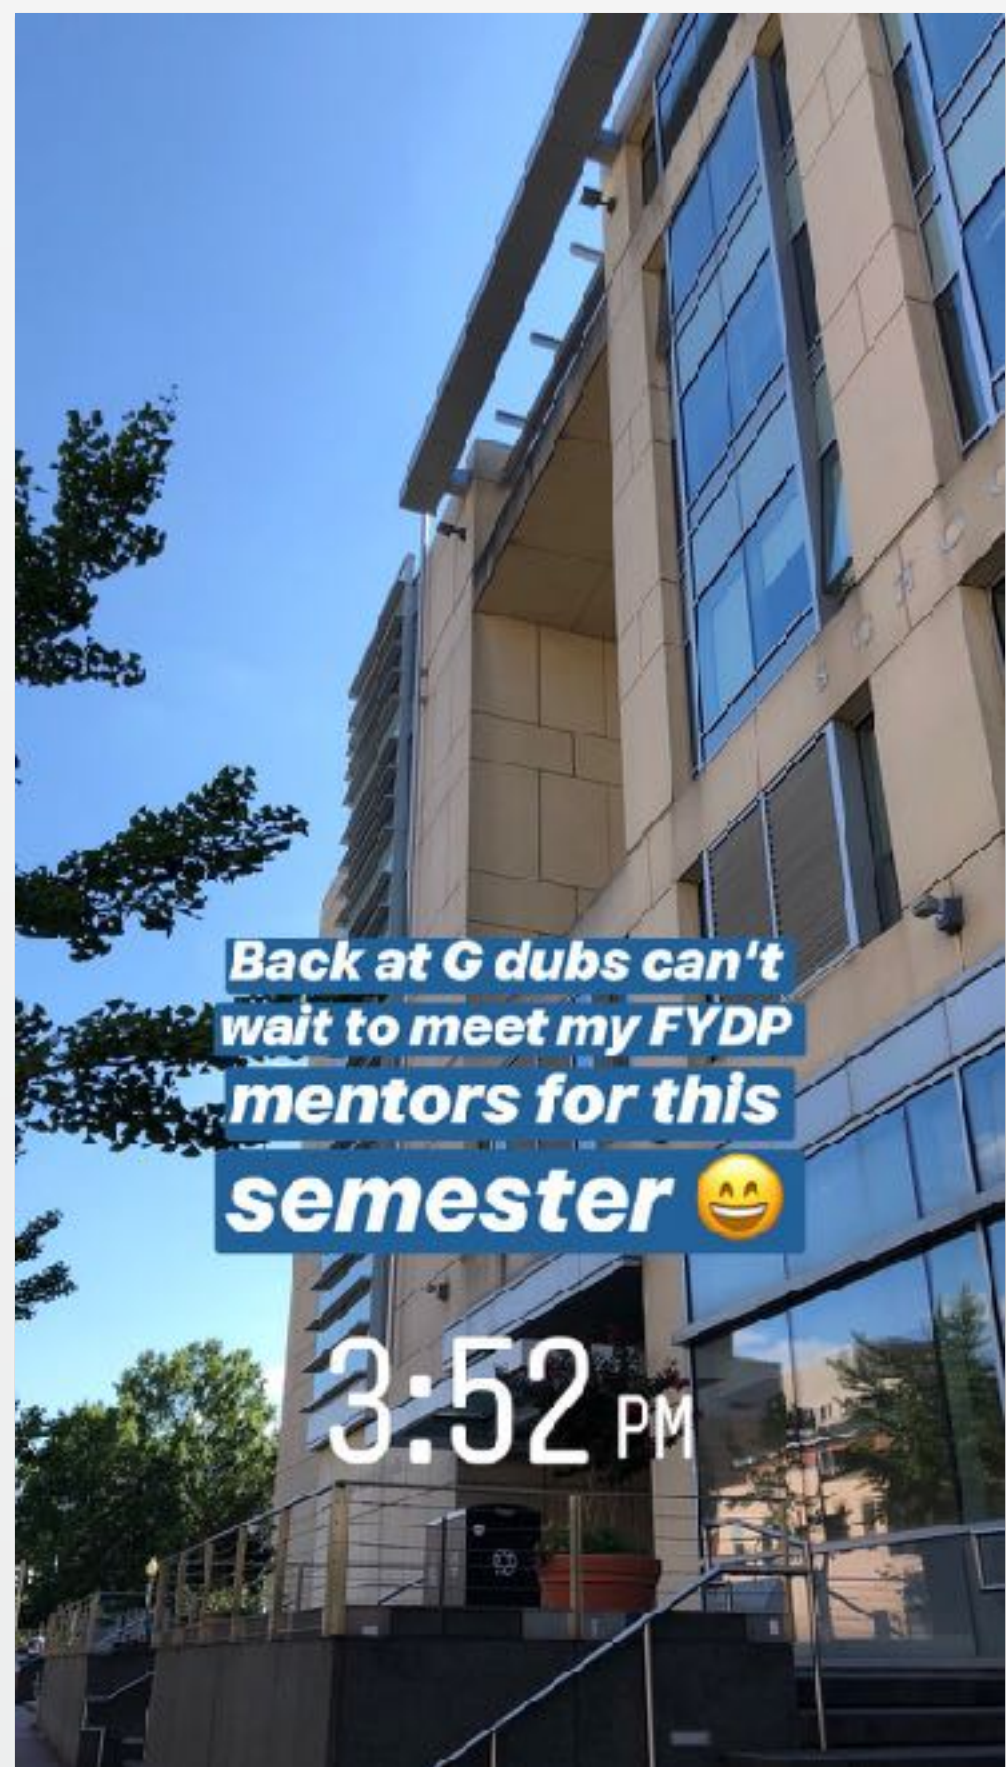 Back at G dubs can't
wait to meet my FYDP
mentors for this
semester 😄
3:52 PM